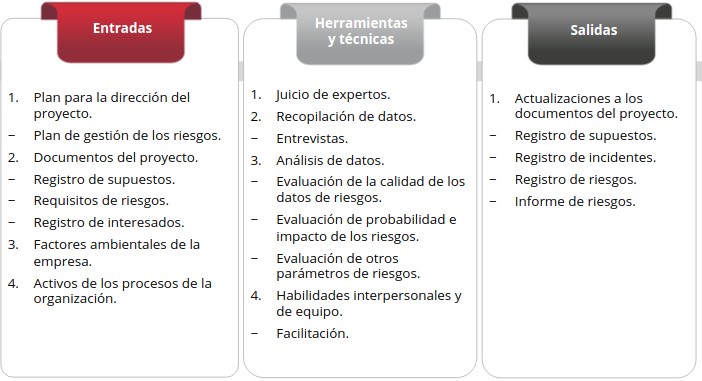 Entradas
1. Plan para la dirección del
proyecto.
– Plan de gestión de los riesgos.
2. Documentos del proyecto.
– Registro de supuestos.
– Requisitos de riesgos.
– Registro de interesados.
3. Factores ambientales de la
empresa.
4. Activos de los procesos de la
organización.
Herramientas
y técnicas
1. Juicio de expertos.
2. Recopilación de datos.
– Entrevistas.
3. Análisis de datos.
– Evaluación de la calidad de los
datos de riesgos.
– Evaluación de probabilidad e
impacto de los riesgos.
– Evaluación de otros
parámetros de riesgos.
4. Habilidades interpersonales y
de equipo.
– Facilitación.
Salidas
1. Actualizaciones a los
documentos del proyecto.
– Registro de supuestos.
– Registro de incidentes.
– Registro de riesgos.
– Informe de riesgos.